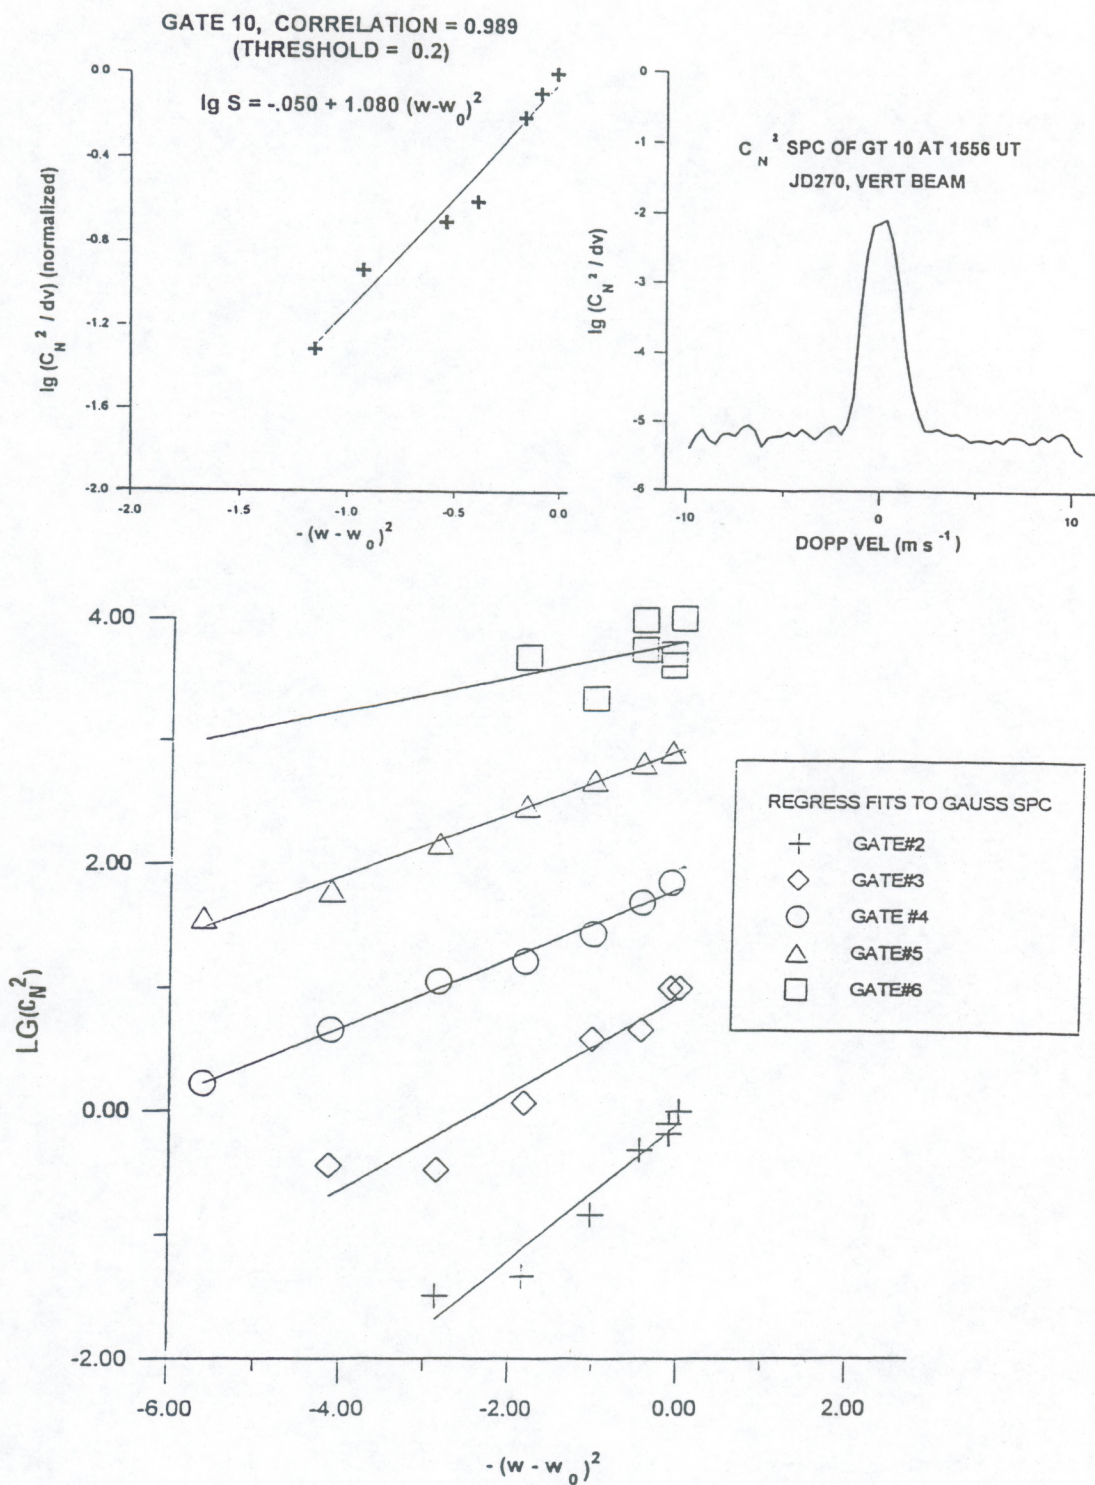 GATE 10, CORRELATION = 0.989
(THRESHOLD = 0.2)
lg S = -.050 + 1.080 (w-w₀)²
lg (C_N² / dv) (normalized)
0.0
-0.4
-0.8
-1.2
-1.6
-2.0
-2.0 -1.5 -1.0 -0.5 0.0
- (w - w₀)²
C_N² SPC OF GT 10 AT 1556 UT
JD270, VERT BEAM
lg (C_N² / dv)
0
-1
-2
-3
-4
-5
-6
-10 0 10
DOPP VEL (m s⁻¹)
LG(C_N²)
4.00
2.00
0.00
-2.00
-6.00 -4.00 -2.00 0.00 2.00
- (w - w₀)²
REGRESS FITS TO GAUSS SPC
GATE#2
GATE#3
GATE #4
GATE#5
GATE#6